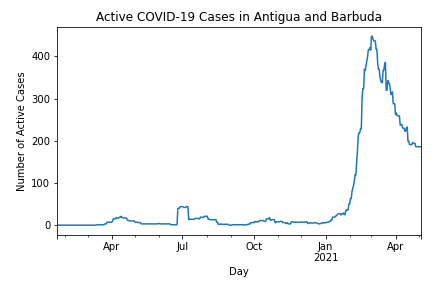 Active COVID-19 Cases in Antigua and Barbuda
Number of Active Cases
400
300
200
100
0
Apr
Jul
Oct
Jan
2021
Apr
Day